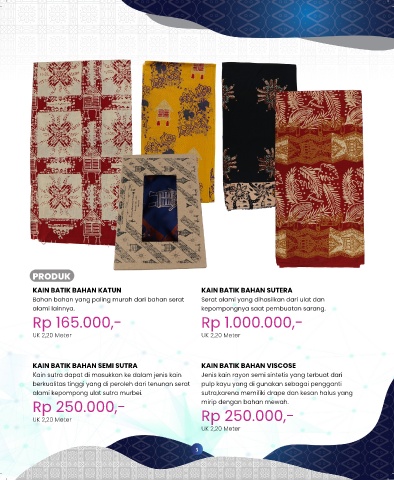 PRODUK
KAIN BATIK BAHAN KATUN
Bahan bahan yang paling murah dari bahan serat
alami lainnya.
Rp 165.000,-
UK 2,20 Meter
KAIN BATIK BAHAN SUTERA
Serat alami yang dihasilkan dari ulat dan
kepompongnya saat pembuatan sarang.
Rp 1.000.000,-
UK 2,20 Meter
KAIN BATIK BAHAN SEMI SUTRA
Kain sutra dapat di masukkan ke dalam jenis kain
berkualitas tinggi yang di peroleh dari tenunan serat
alami kepompong ulat sutra murbei.
Rp 250.000,-
UK 2,20 Meter
KAIN BATIK BAHAN VISCOSE
Jenis kain rayon semi sintetis yang terbuat dari
pulp kayu yang di gunakan sebagai pengganti
sutra,karena memiliki drape dan kesan halus yang
mirip dengan bahan mewah.
Rp 250.000,-
UK 2,20 Meter
1